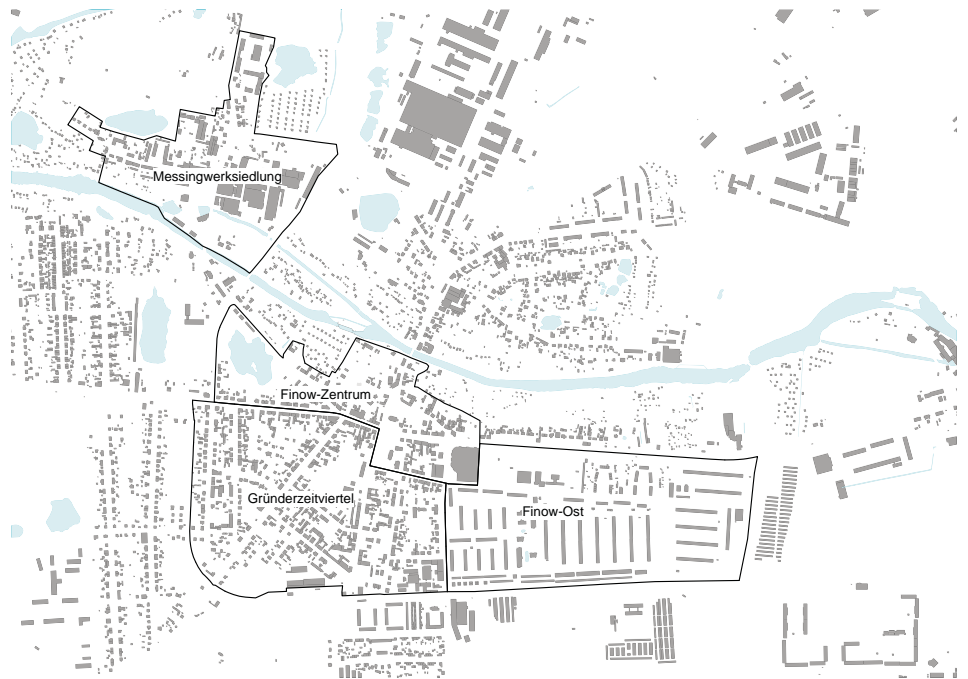 Messingwerksiedlung
Finow-Zentrum
Gründerzeitviertel
Finow-Ost